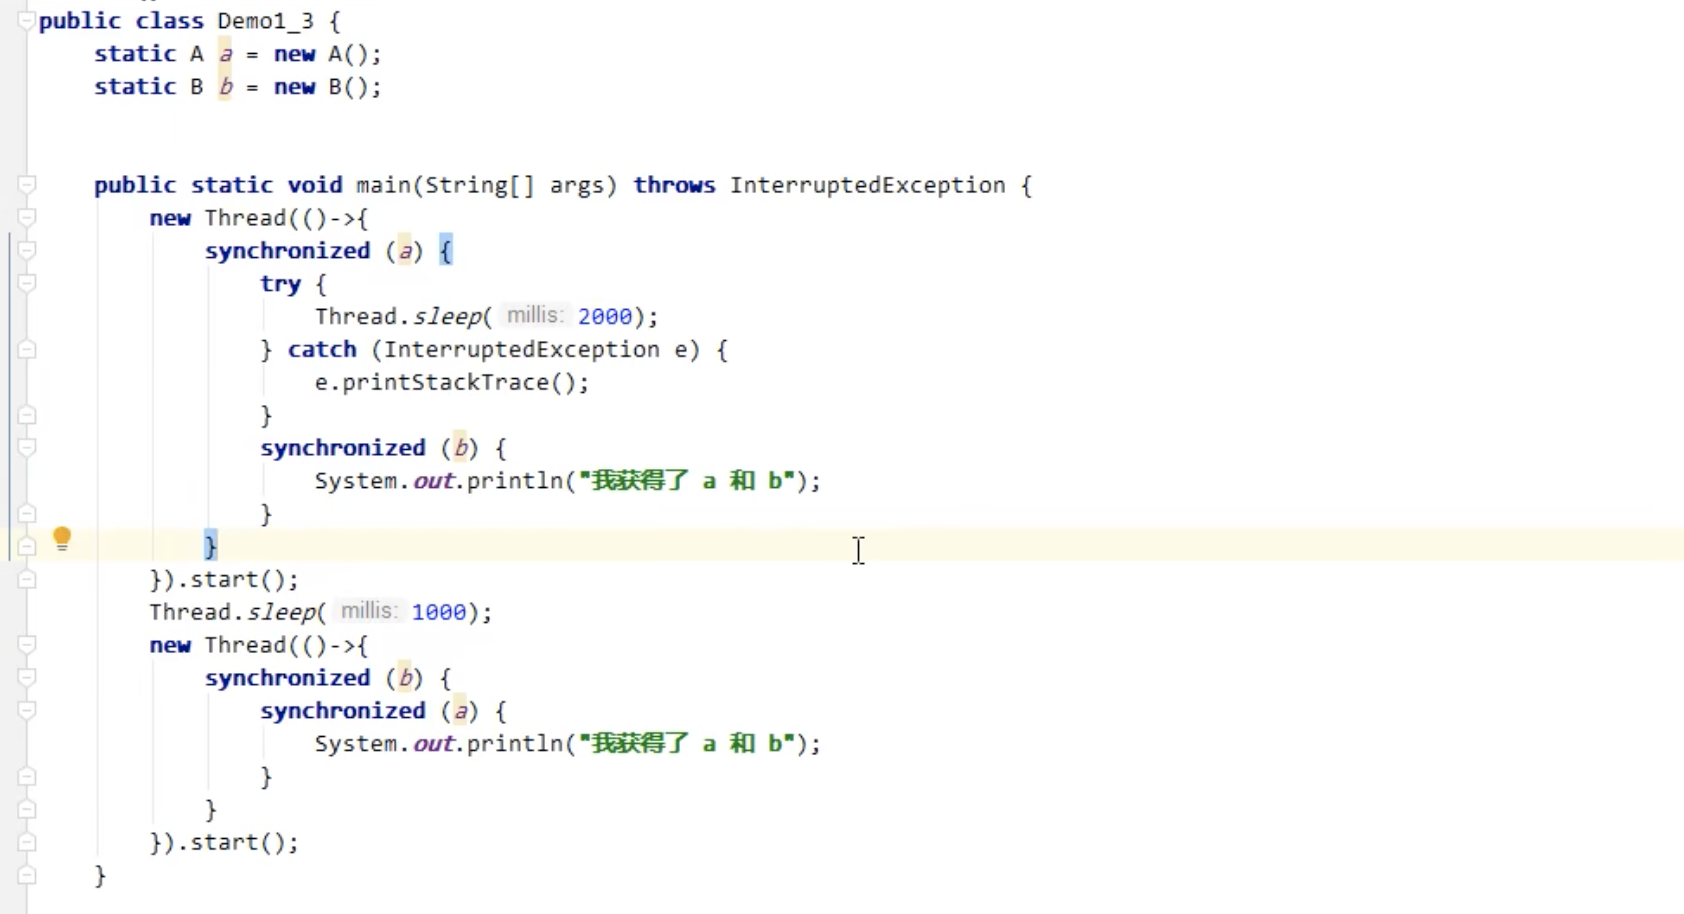 public class Demo1_3 {
static A a = new A();
static B b = new B();
public static void main(String[] args) throws InterruptedException {
new Thread(()->{
synchronized (a) {
try {
Thread.sleep( millis: 2000);
} catch (InterruptedException e) {
e.printStackTrace();
}
synchronized (b) {
System.out.println("我获得了 a 和 b");
}
}
}).start();
Thread.sleep( millis: 1000);
new Thread(()->{
synchronized (b) {
synchronized (a) {
System.out.println("我获得了 a 和 b");
}
}
}).start();
}